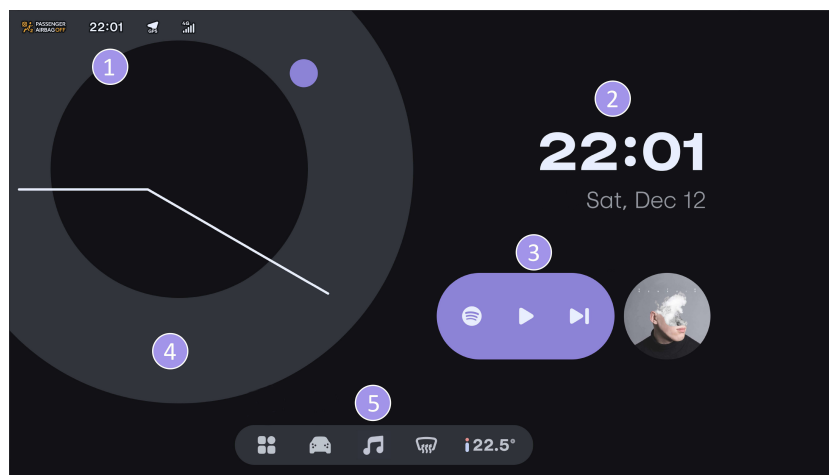 PASSENGER
AIRBAG OFF
2
22:01
GPS
4G
1
2
22:01
Sat, Dec 12
3
4
5
22.5°